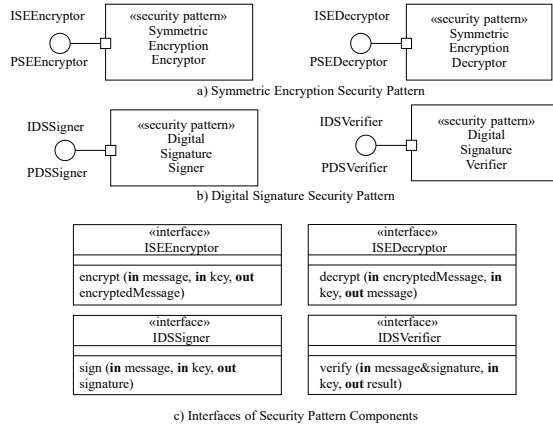 ISEEncryptor
PSEEncryptor
«security pattern»
Symmetric
Encryption
Encryptor
ISEDecryptor
PSEDecryptor
«security pattern»
Symmetric
Encryption
Decryptor
a) Symmetric Encryption Security Pattern
IDSSigner
PDSSigner
«security pattern»
Digital
Signature
Signer
IDSVerifier
PDSVerifier
«security pattern»
Digital
Signature
Verifier
b) Digital Signature Security Pattern
«interface»
ISEEncryptor
encrypt (in message, in key, out
encryptedMessage)
«interface»
ISEDecryptor
decrypt (in encryptedMessage, in
key, out message)
«interface»
IDSSigner
sign (in message, in key, out
signature)
«interface»
IDSVerifier
verify (in message&signature, in
key, out result)
c) Interfaces of Security Pattern Components